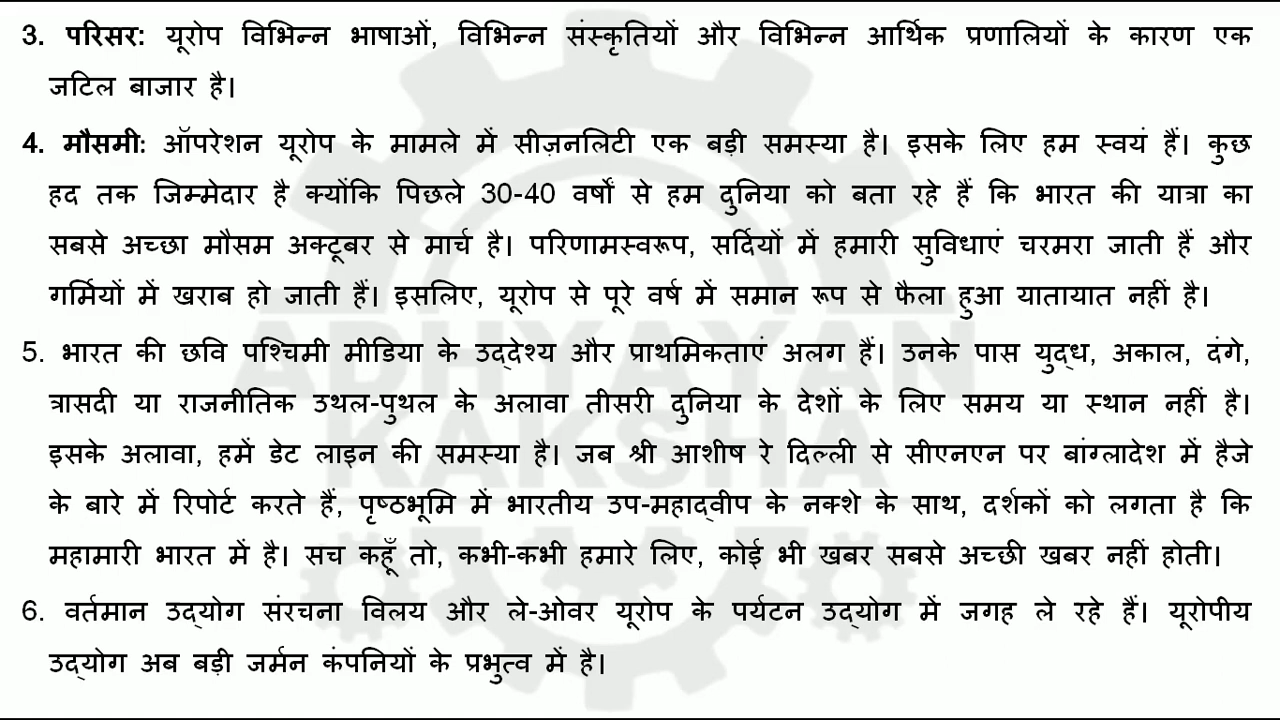 3. परिसर: यूरोप विभिन्न भाषाओं, विभिन्न संस्कृतियों और विभिन्न आर्थिक प्रणालियों के कारण एक
जटिल बाजार है।
4. मौसमी: ऑपरेशन यूरोप के मामले में सीज़नलिटी एक बड़ी समस्या है। इसके लिए हम स्वयं हैं। कुछ
हद तक जिम्मेदार है क्योंकि पिछले 30-40 वर्षों से हम दुनिया को बता रहे हैं कि भारत की यात्रा का
सबसे अच्छा मौसम अक्टूबर से मार्च है। परिणामस्वरूप, सर्दियों में हमारी सुविधाएं चरमरा जाती हैं और
गर्मियों में खराब हो जाती हैं। इसलिए, यूरोप से पूरे वर्ष में समान रूप से फैला हुआ यातायात नहीं है।
5. भारत की छवि पश्चिमी मीडिया के उद्देश्य और प्राथमिकताएं अलग हैं। उनके पास युद्ध, अकाल, दंगे,
त्रासदी या राजनीतिक उथल-पुथल के अलावा तीसरी दुनिया के देशों के लिए समय या स्थान नहीं है।
इसके अलावा, हमें डेट लाइन की समस्या है। जब श्री आशीष रे दिल्ली से सीएनएन पर बांग्लादेश में हैजे
के बारे में रिपोर्ट करते हैं, पृष्ठभूमि में भारतीय उप-महाद्वीप के नक्शे के साथ, दर्शकों को लगता है कि
महामारी भारत में है। सच कहूँ तो, कभी-कभी हमारे लिए, कोई भी खबर सबसे अच्छी खबर नहीं होती।
6. वर्तमान उद्योग संरचना विलय और ले-ओवर यूरोप के पर्यटन उद्योग में जगह ले रहे हैं। यूरोपीय
उद्योग अब बड़ी जर्मन कंपनियों के प्रभुत्व में है।
ADHYAYAN
KAKSHA